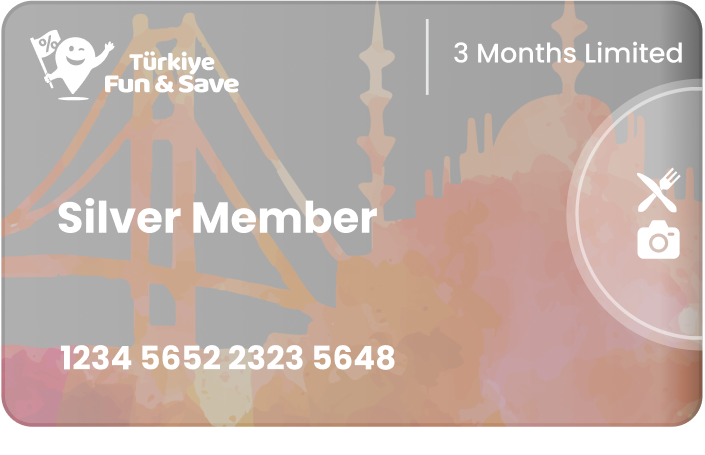 Türkiye
Fun & Save
3 Months Limited
Silver Member
1234 5652 2323 5648